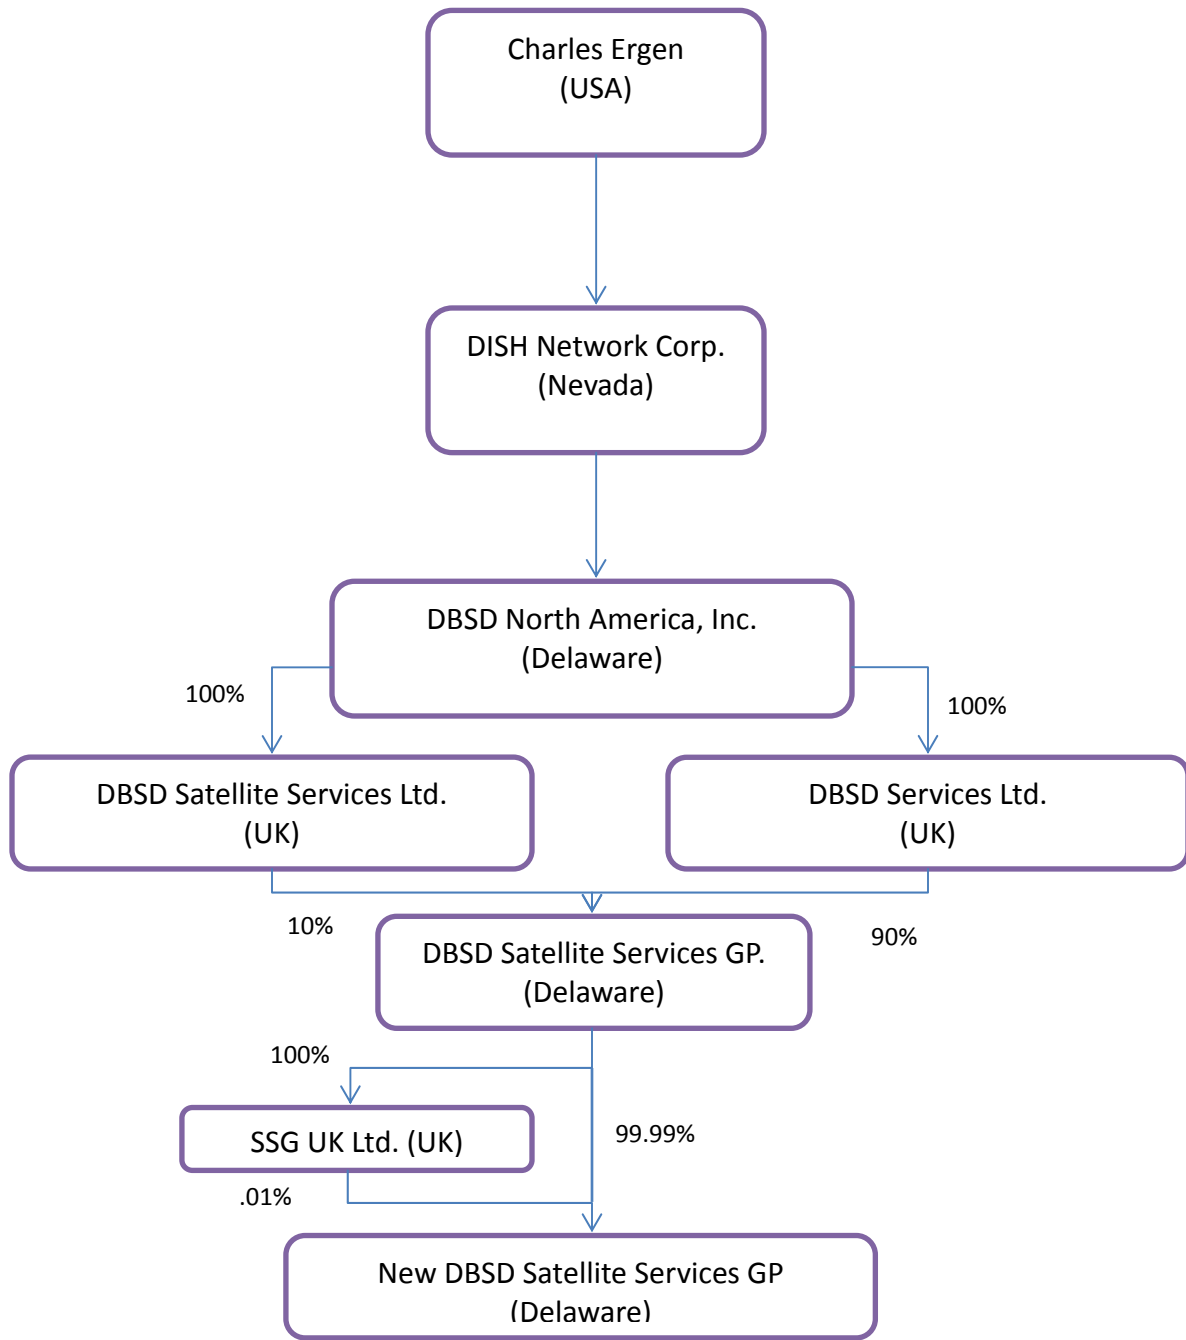 Charles Ergen
(USA)
DISH Network Corp.
(Nevada)
DBSD North America, Inc.
(Delaware)
100%
100%
DBSD Satellite Services Ltd.
(UK)
DBSD Services Ltd.
(UK)
10%
90%
DBSD Satellite Services GP.
(Delaware)
100%
SSG UK Ltd. (UK)
99.99%
.01%
New DBSD Satellite Services GP
(Delaware)